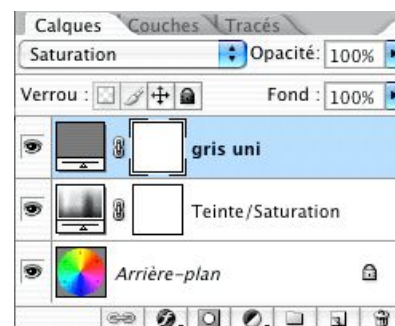 Calques Couches Tracés
Saturation Opacité: 100%
Verrou : Fond : 100%
gris uni
Teinte/Saturation
Arrière-plan